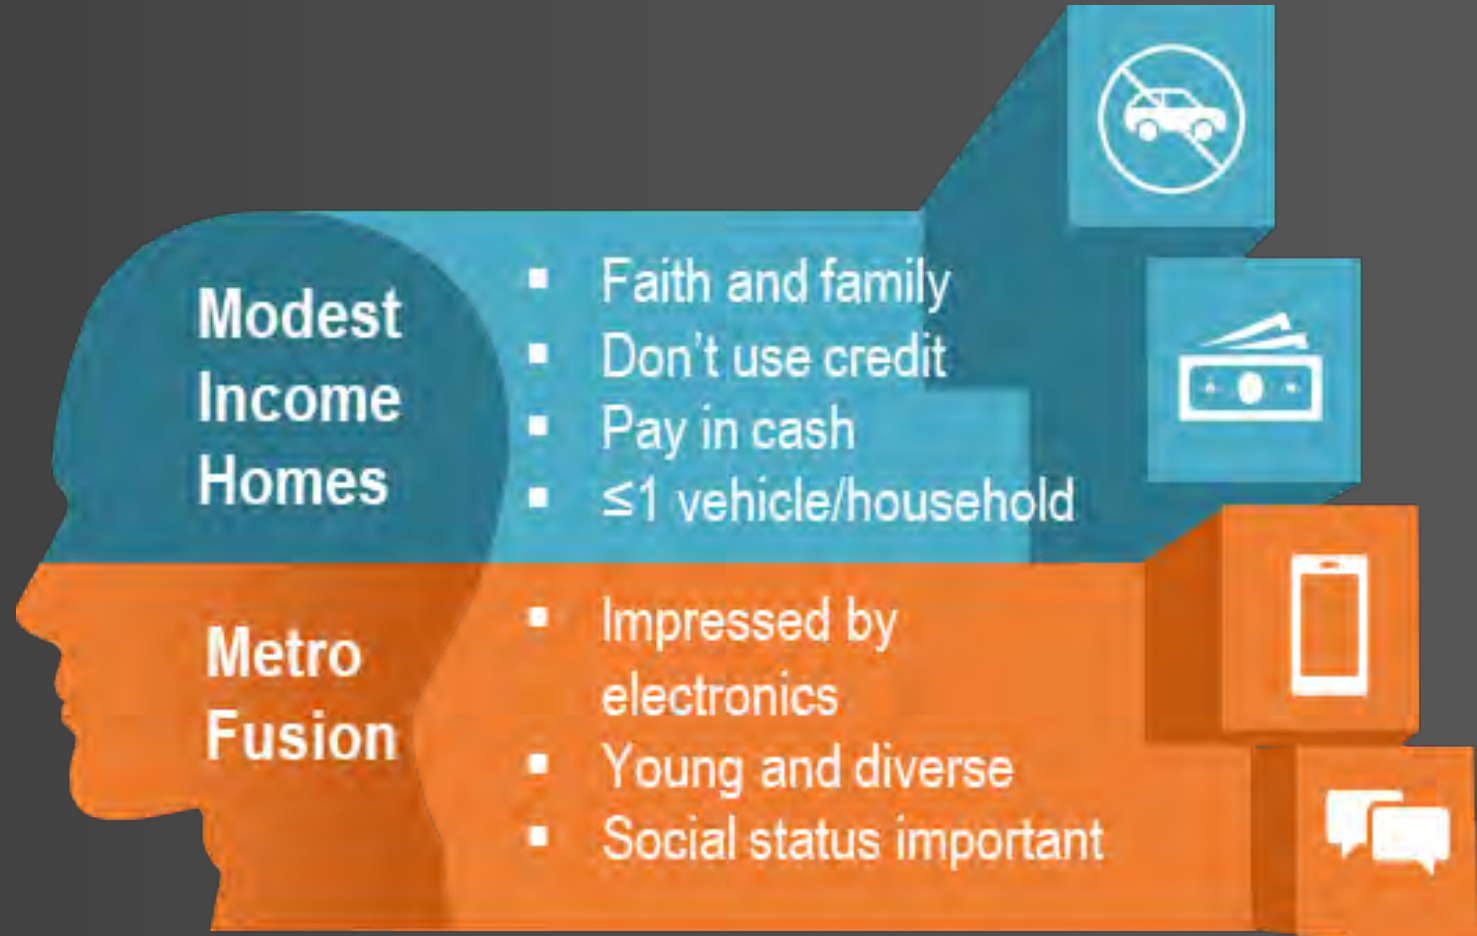 Modest
Income
Homes
▪ Faith and family
▪ Don't use credit
▪ Pay in cash
▪ ≤1 vehicle/household
Metro
Fusion
▪ Impressed by
electronics
▪ Young and diverse
▪ Social status important